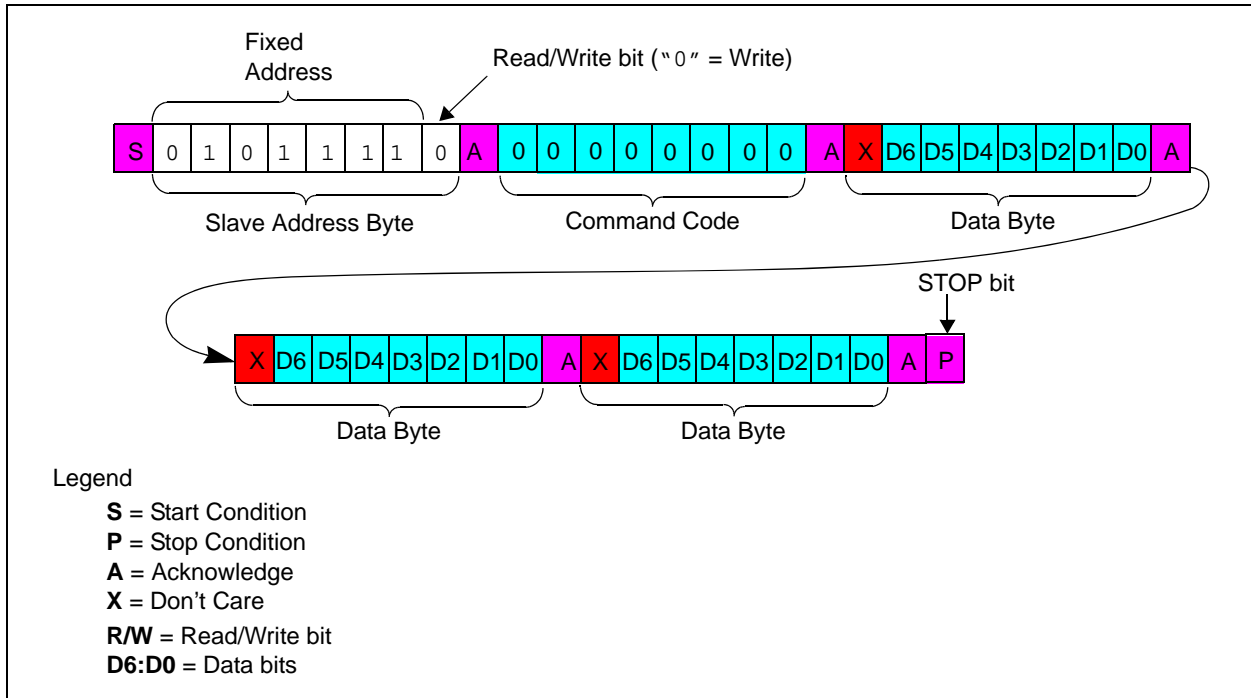 Fixed
Address
Read/Write bit (“0” = Write)
S 0 1 0 1 1 1 1 0 A 0 0 0 0 0 0 0 0 A X D6 D5 D4 D3 D2 D1 D0 A
Slave Address Byte Command Code Data Byte
STOP bit
X D6 D5 D4 D3 D2 D1 D0 A X D6 D5 D4 D3 D2 D1 D0 A P
Data Byte Data Byte
Legend
S = Start Condition
P = Stop Condition
A = Acknowledge
X = Don't Care
R/W = Read/Write bit
D6:D0 = Data bits